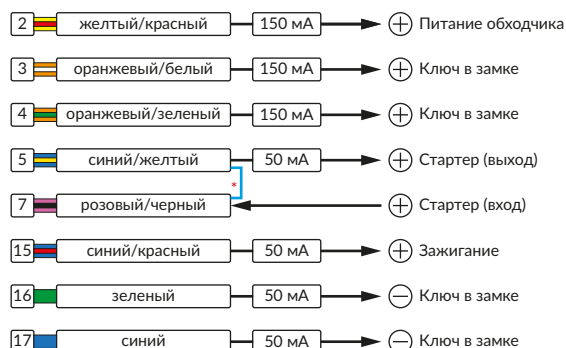 2 желтый/красный 150 мА + Питание обходчика
3 оранжевый/белый 150 мА + Ключ в замке
4 оранжевый/зеленый 150 мА + Ключ в замке
5 синий/желтый 50 мА + Стартер (выход)
*
7 розовый/черный + Стартер (вход)
15 синий/красный 50 мА + Зажигание
16 зеленый 50 мА − Ключ в замке
17 синий 50 мА − Ключ в замке